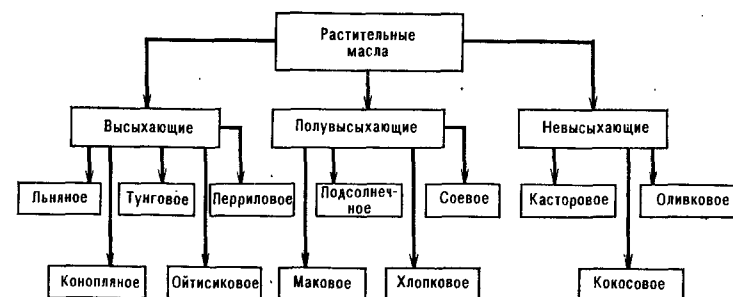 Растительные
масла
Высыхающие
Полувысыхающие
Невысыхающие
Льняное
Тунговое
Перриловое
Подсолнеч-
ное
Соевое
Касторовое
Оливковое
Конопляное
Ойтисиковое
Маковое
Хлопковое
Кокосовое